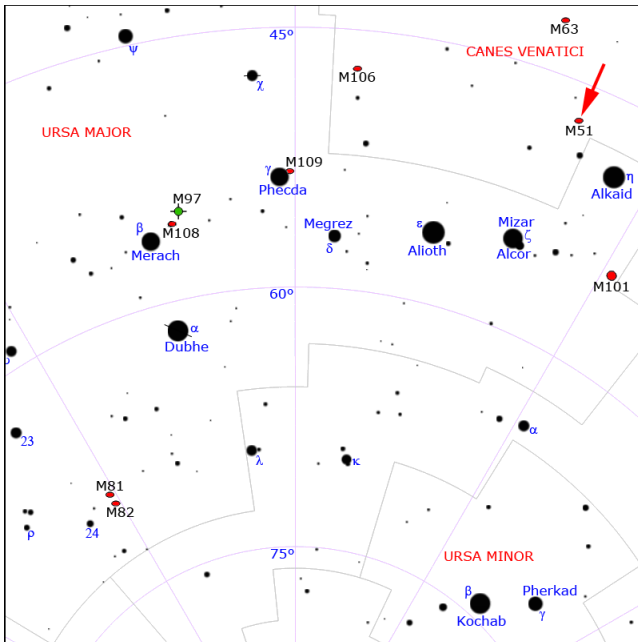 45°
M63
ψ
CANES VENATICI
M106
χ
M51
URSA MAJOR
γ
M109
Phecda
η
Alkaid
M97
M108
β
Merach
Megrez
δ
ε
Alioth
Mizar
ζ
Alcor
60°
M101
α
Dubhe
23
λ
κ
α
M81
M82
ρ
24
75°
URSA MINOR
β
Kochab
Pherkad
γ